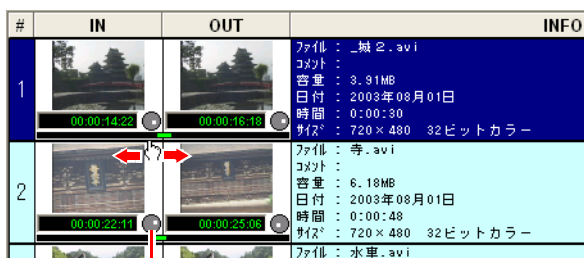 # IN OUT INFO
1
00:00:14:22 00:00:16:18
ファイル : _城2.avi
コメント :
容量 : 3.91MB
日付 : 2003年08月01日
時間 : 0:00:30
サイズ : 720×480 32ビットカラー
2
00:00:22:11 00:00:25:06
ファイル : 寺.avi
コメント :
容量 : 6.18MB
日付 : 2003年08月01日
時間 : 0:00:48
サイズ : 720×480 32ビットカラー
ファイル : 水車.avi